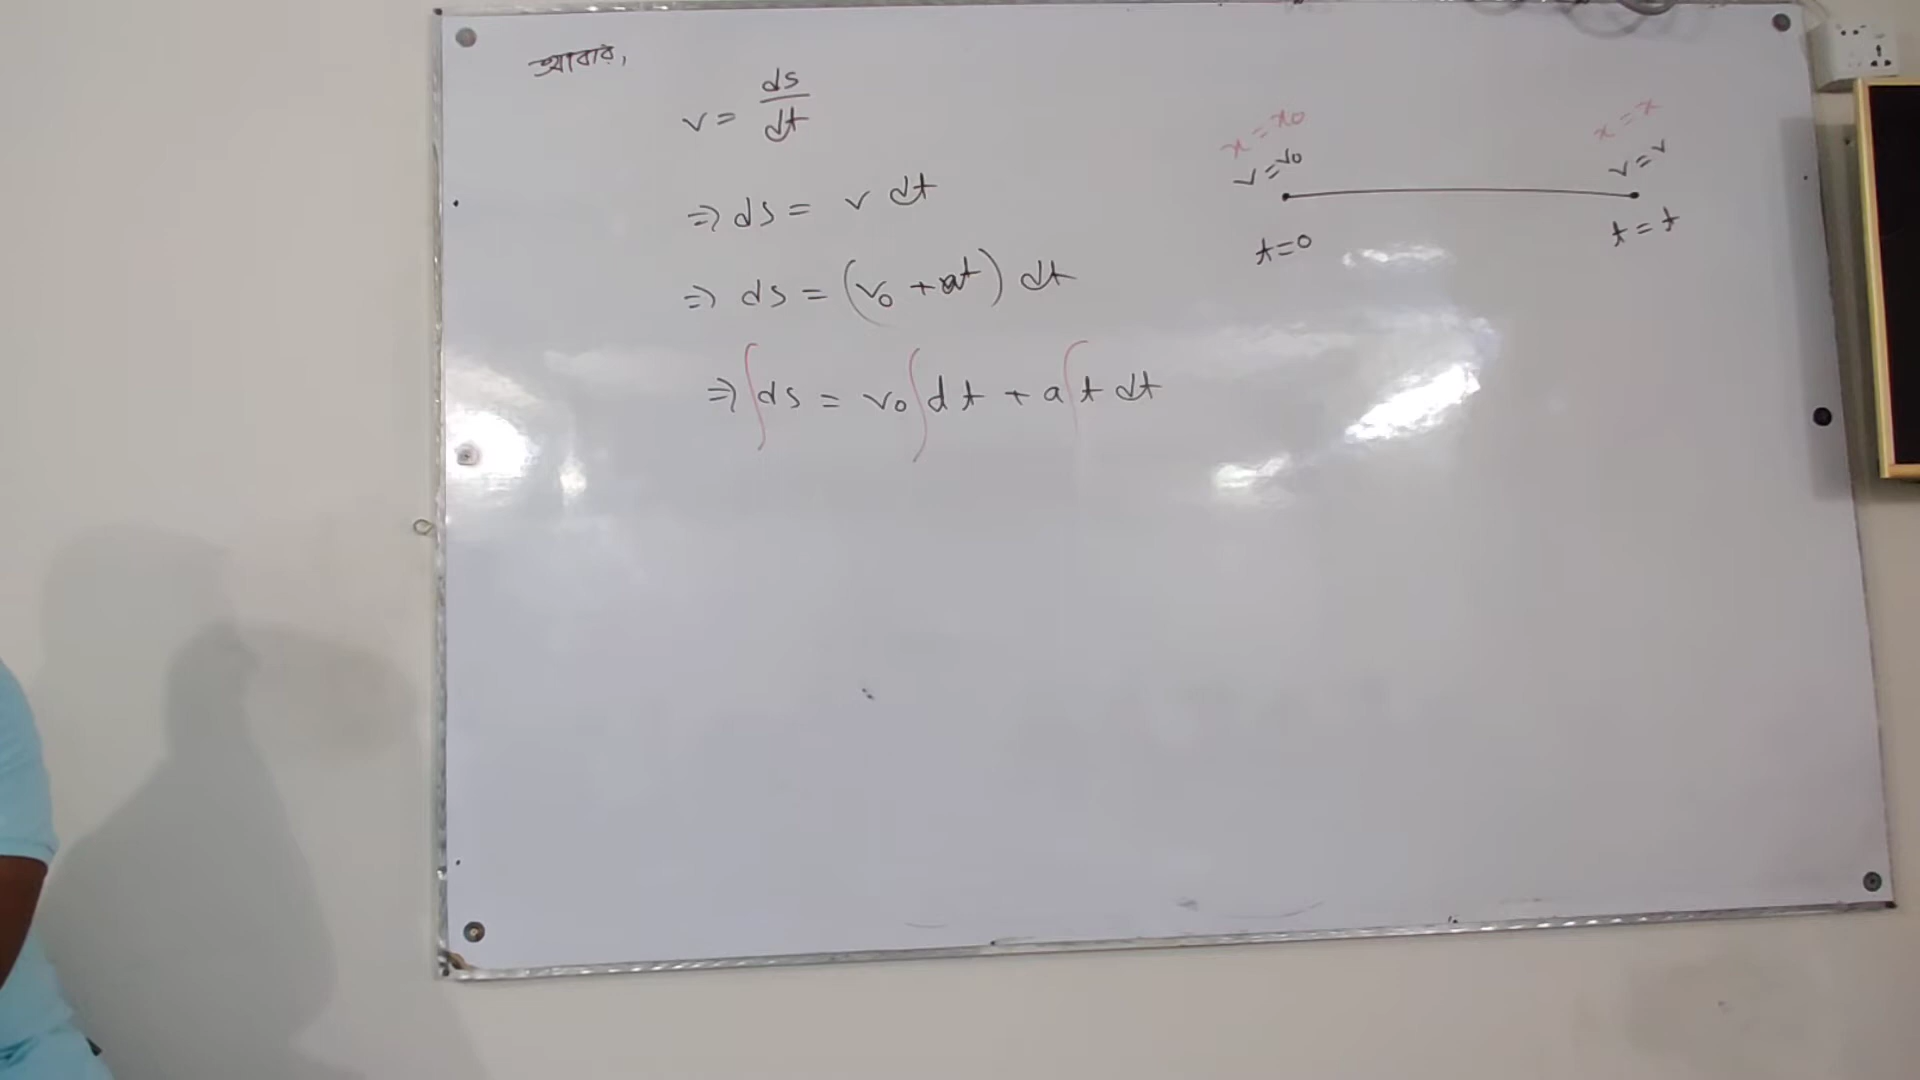 আবার,
v = ds/dt
⇒ ds = v dt
⇒ ds = (v₀ + at) dt
⇒ ∫ds = v₀∫dt + a∫t dt
x = x₀
x = x
v = v₀
v = v
t = 0
t = t